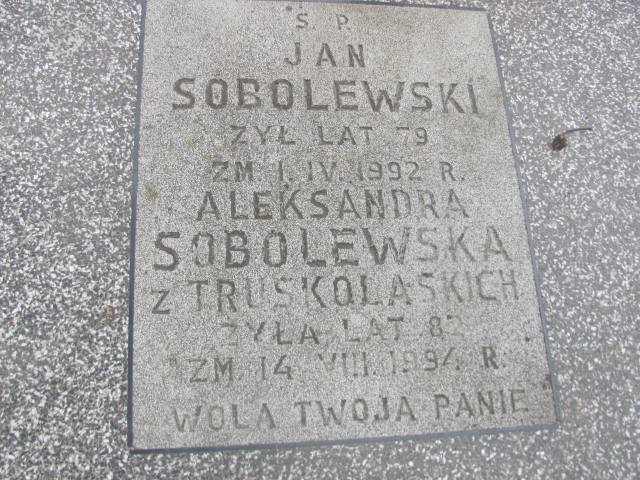 Ś. P.
JAN
SOBOLEWSKI
ŻYŁ LAT 79
ZM. 1. IV. 1992 R.
ALEKSANDRA
SOBOLEWSKA
Z TRUSKOLASKICH
ŻYŁA LAT 82
ZM. 14. VIII. 1994 R.
WOLA TWOJA PANIE